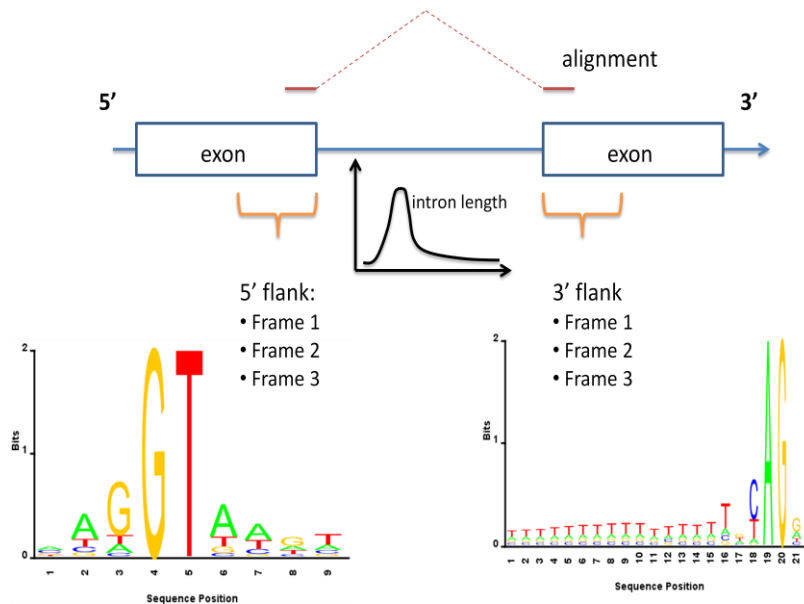 alignment
5’
3’
exon
exon
intron length
5’ flank:
• Frame 1
• Frame 2
• Frame 3
3’ flank
• Frame 1
• Frame 2
• Frame 3
2
1
0
Bits
G T
1 2 3 4 5 6 7 8 9
Sequence Position
2
1
0
Bits
C A G
1 2 3 4 5 6 7 8 9 10 11 12 13 14 15 16 17 18 19 20 21
Sequence Position